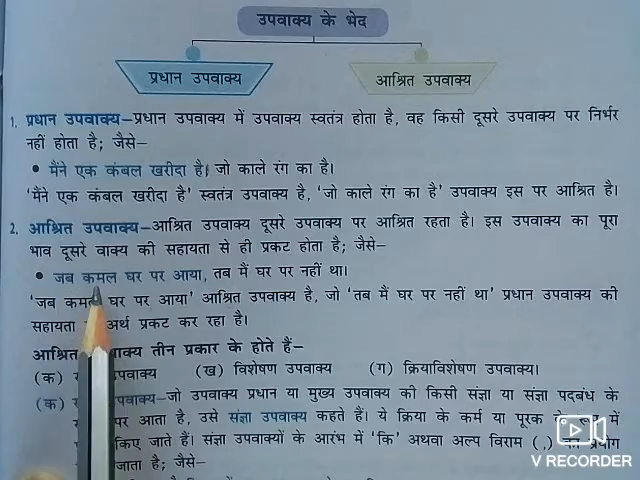 उपवाक्य के भेद
प्रधान उपवाक्य
आश्रित उपवाक्य
1. प्रधान उपवाक्य–प्रधान उपवाक्य में उपवाक्य स्वतंत्र होता है, वह किसी दूसरे उपवाक्य पर निर्भर
नहीं होता है; जैसे–
• मैंने एक कंबल खरीदा है, जो काले रंग का है।
'मैंने एक कंबल खरीदा है' स्वतंत्र उपवाक्य है, 'जो काले रंग का है' उपवाक्य इस पर आश्रित है।
2. आश्रित उपवाक्य–आश्रित उपवाक्य दूसरे उपवाक्य पर आश्रित रहता है। इस उपवाक्य का पूरा
भाव दूसरे वाक्य की सहायता से ही प्रकट होता है; जैसे–
• जब कमल घर पर आया, तब मैं घर पर नहीं था।
'जब कमल घर पर आया' आश्रित उपवाक्य है, जो 'तब मैं घर पर नहीं था' प्रधान उपवाक्य की
सहायता अर्थ प्रकट कर रहा है।
आश्रित तीन प्रकार के होते हैं–
(क) उपवाक्य (ख) विशेषण उपवाक्य (ग) क्रियाविशेषण उपवाक्य।
(क) उपवाक्य–जो उपवाक्य प्रधान या मुख्य उपवाक्य की किसी संज्ञा या संज्ञा पदबंध के
पर आता है, उसे संज्ञा उपवाक्य कहते हैं। ये क्रिया के कर्म या पूरक के में
किए जाते हैं। संज्ञा उपवाक्यों के आरंभ में 'कि' अथवा अल्प विराम (,)
जाता है; जैसे–
V RECORDER